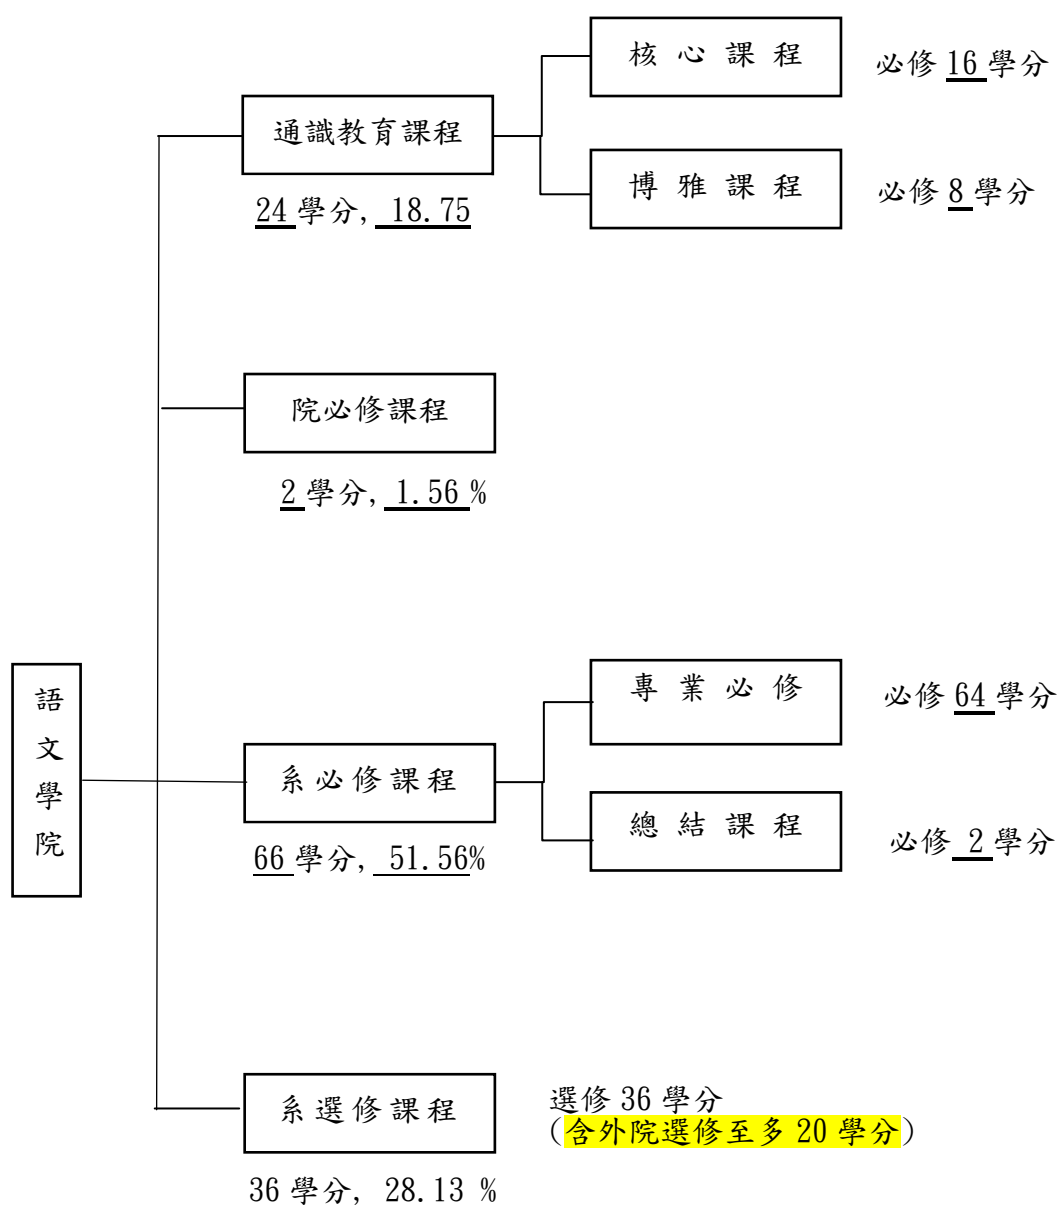 核心課程
必修 16 學分
通識教育課程
24 學分, 18.75
博雅課程
必修 8 學分
院必修課程
2 學分, 1.56 %
語文學院
系必修課程
66 學分, 51.56%
專業必修
必修 64 學分
總結課程
必修 2 學分
系選修課程
36 學分, 28.13 %
選修 36 學分
(含外院選修至多 20 學分)